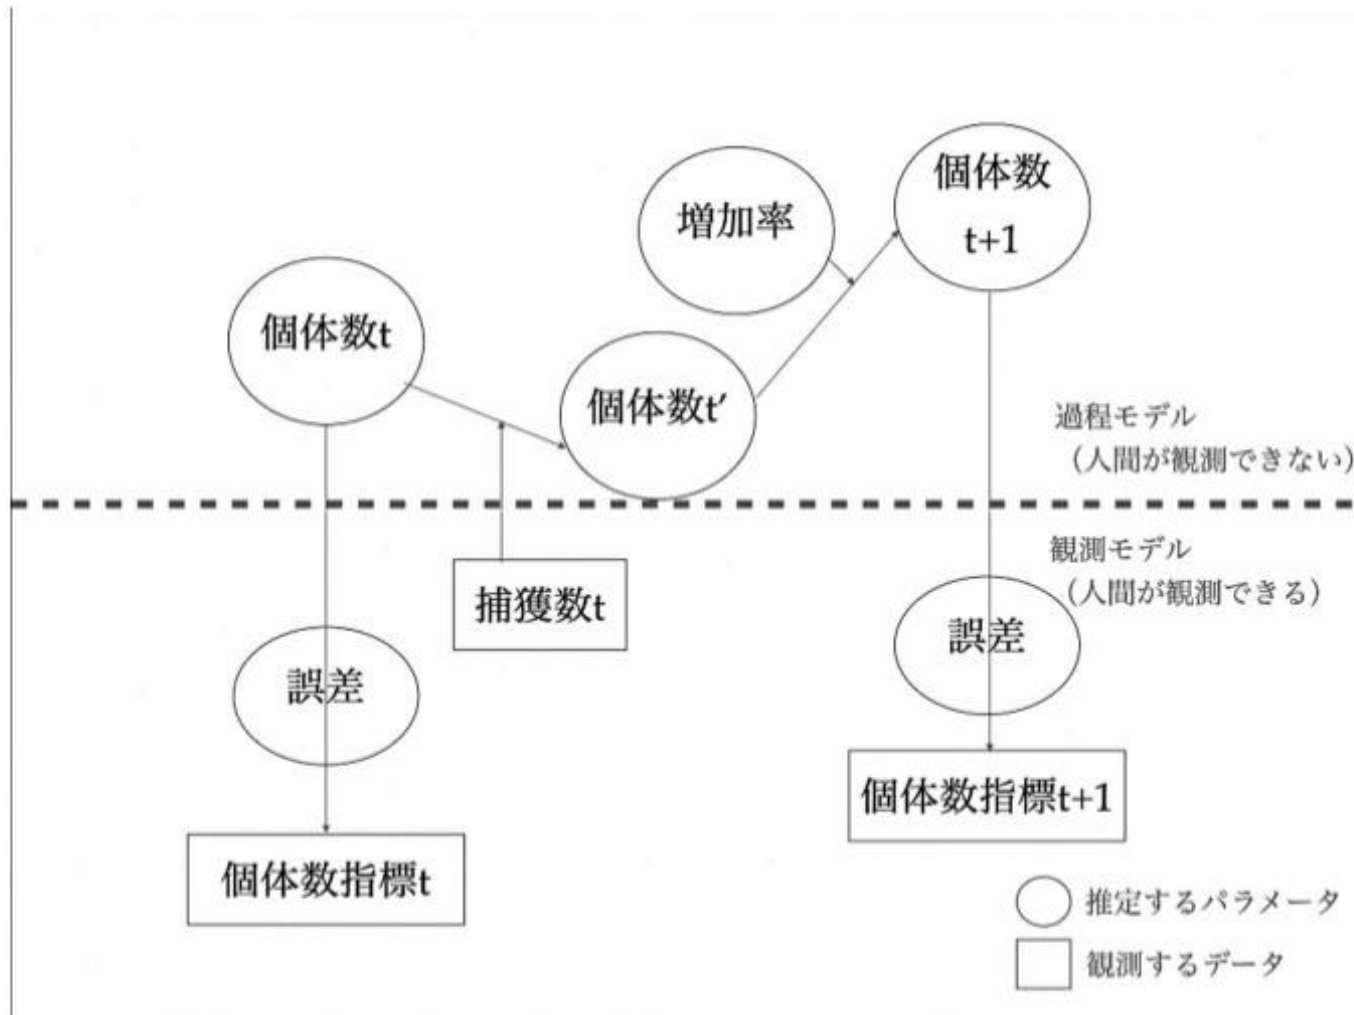 個体数
t+1
増加率
個体数t
個体数t′
過程モデル
（人間が観測できない）
観測モデル
（人間が観測できる）
捕獲数t
誤差
誤差
個体数指標t+1
個体数指標t
推定するパラメータ
観測するデータ